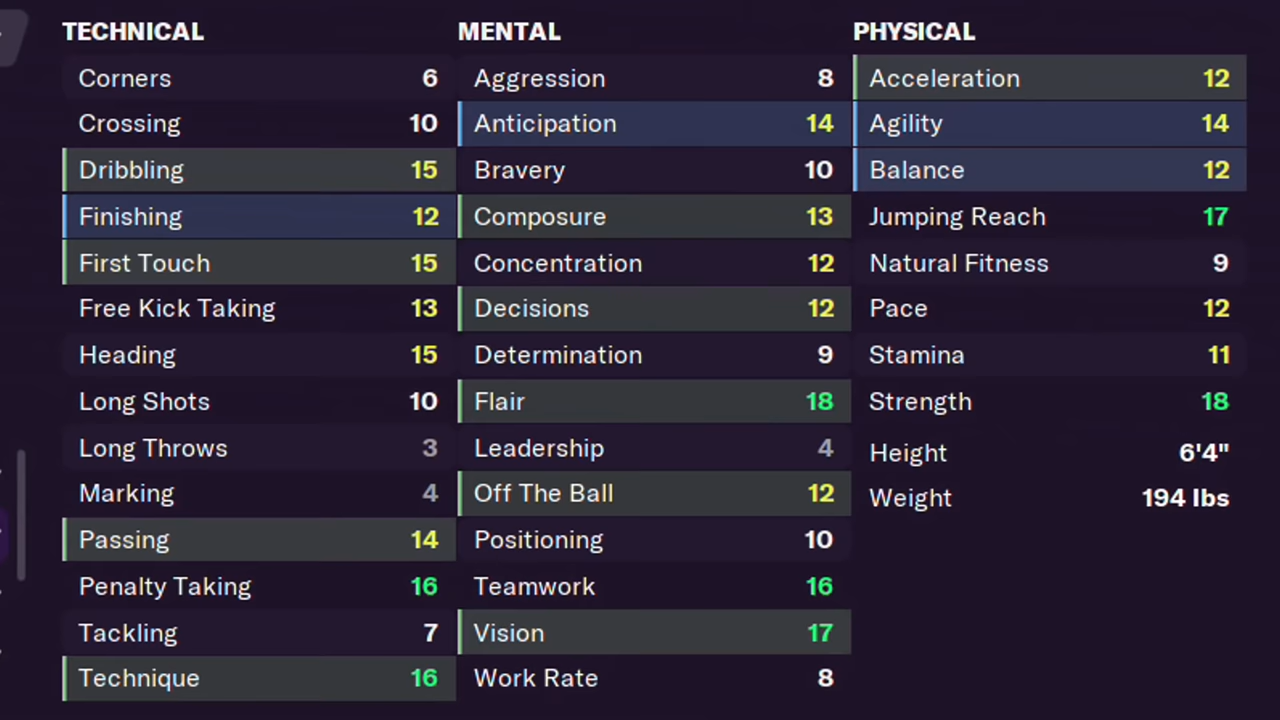 TECHNICAL MENTAL PHYSICAL
Corners 6 Aggression 8 Acceleration 12
Crossing 10 Anticipation 14 Agility 14
Dribbling 15 Bravery 10 Balance 12
Finishing 12 Composure 13 Jumping Reach 17
First Touch 15 Concentration 12 Natural Fitness 9
Free Kick Taking 13 Decisions 12 Pace 12
Heading 15 Determination 9 Stamina 11
Long Shots 10 Flair 18 Strength 18
Long Throws 3 Leadership 4 Height 6'4"
Marking 4 Off The Ball 12 Weight 194 lbs
Passing 14 Positioning 10
Penalty Taking 16 Teamwork 16
Tackling 7 Vision 17
Technique 16 Work Rate 8